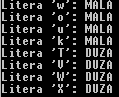 Litera 'w': MALA
Litera 'o': MALA
Litera 'u': MALA
Litera 'k': MALA
Litera 'T': DUZA
Litera 'U': DUZA
Litera 'W': DUZA
Litera 'X': DUZA